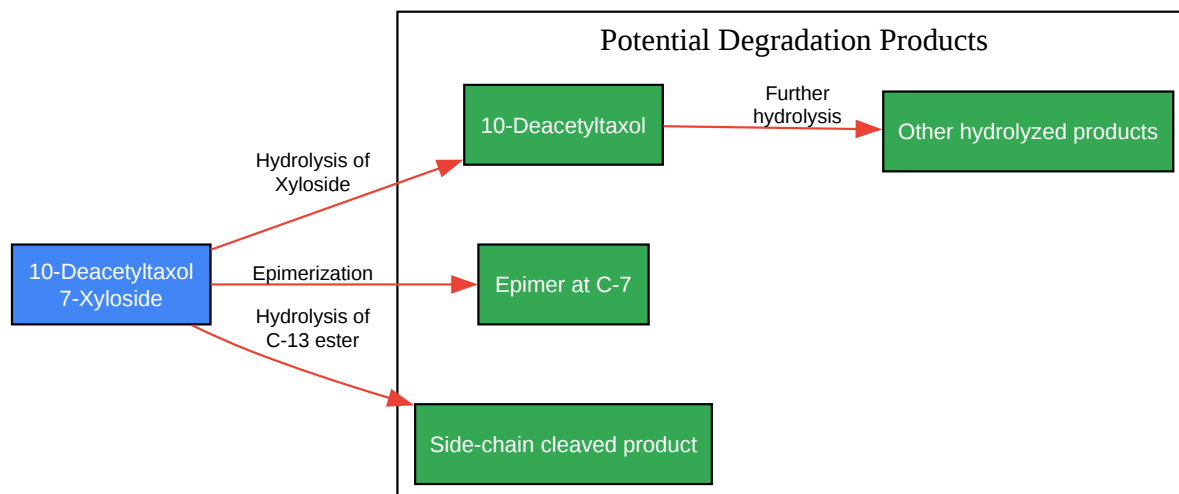 Potential Degradation Products
10-Deacetyltaxol
Further
hydrolysis
Other hydrolyzed products
Hydrolysis of
Xyloside
10-Deacetyltaxol
7-Xyloside
Epimerization
Epimer at C-7
Hydrolysis of
C-13 ester
Side-chain cleaved product